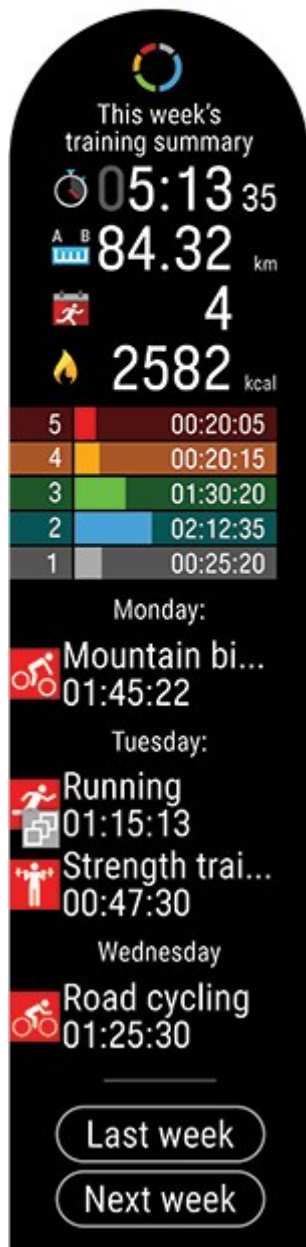 This week's
training summary
05:13 35
A B
84.32 km
4
2582 kcal
5 00:20:05
4 00:20:15
3 01:30:20
2 02:12:35
1 00:25:20
Monday:
Mountain bi...
01:45:22
Tuesday:
Running
01:15:13
Strength trai...
00:47:30
Wednesday
Road cycling
01:25:30
Last week
Next week